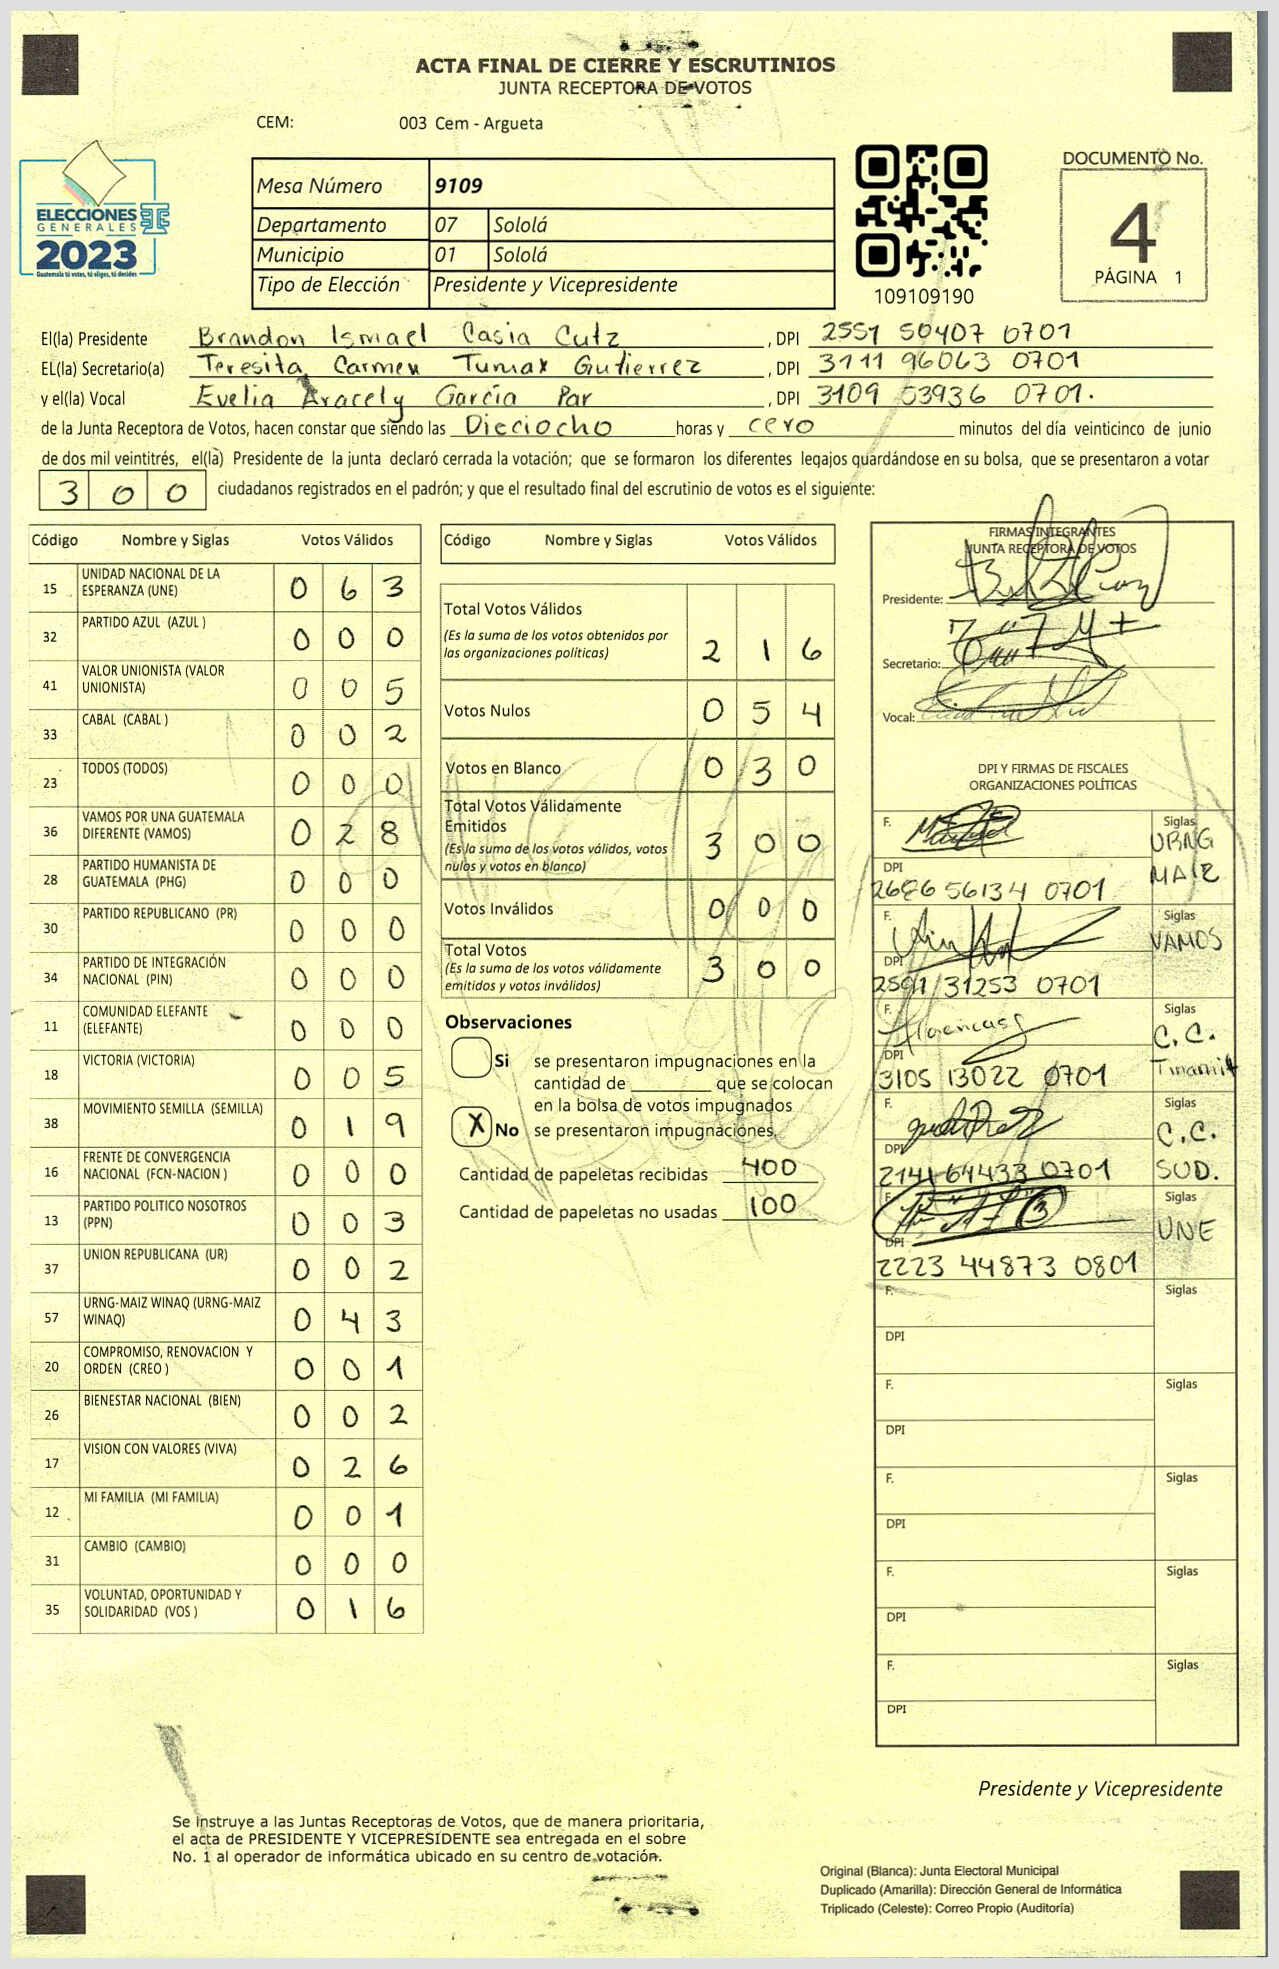 ACTA FINAL DE CIERRE Y ESCRUTINIOS
JUNTA RECEPTORA DE VOTOS
CEM: 003 Cem - Argueta
ELECCIONES
GENERALES
2023
Guatemala tú votas, tú eliges, tú decides
Mesa Número 9109
Departamento 07 Sololá
Municipio 01 Sololá
Tipo de Elección Presidente y Vicepresidente
109109190
DOCUMENTO No.
4
PÁGINA 1
El(la) Presidente Brandon Ismael Casia Cutz , DPI 2551 50407 0701
EL(la) Secretario(a) Teresita Carmen Tumax Gutierrez , DPI 3111 96063 0701
y el(la) Vocal Evelia Aracely García Par , DPI 3109 53936 0701.
de la Junta Receptora de Votos, hacen constar que siendo las Dieciocho horas y cero minutos del día veinticinco de junio
de dos mil veintitrés, el(la) Presidente de la junta declaró cerrada la votación; que se formaron los diferentes legajos guardándose en su bolsa, que se presentaron a votar
3 0 0 ciudadanos registrados en el padrón; y que el resultado final del escrutinio de votos es el siguiente:
Código Nombre y Siglas Votos Válidos
15 UNIDAD NACIONAL DE LA ESPERANZA (UNE) 0 6 3
32 PARTIDO AZUL (AZUL ) 0 0 0
41 VALOR UNIONISTA (VALOR UNIONISTA) 0 0 5
33 CABAL (CABAL ) 0 0 2
23 TODOS (TODOS) 0 0 0
36 VAMOS POR UNA GUATEMALA DIFERENTE (VAMOS) 0 2 8
28 PARTIDO HUMANISTA DE GUATEMALA (PHG) 0 0 0
30 PARTIDO REPUBLICANO (PR) 0 0 0
34 PARTIDO DE INTEGRACIÓN NACIONAL (PIN) 0 0 0
11 COMUNIDAD ELEFANTE (ELEFANTE) 0 0 0
18 VICTORIA (VICTORIA) 0 0 5
38 MOVIMIENTO SEMILLA (SEMILLA) 0 1 9
16 FRENTE DE CONVERGENCIA NACIONAL (FCN-NACION ) 0 0 0
13 PARTIDO POLITICO NOSOTROS (PPN) 0 0 3
37 UNION REPUBLICANA (UR) 0 0 2
57 URNG-MAIZ WINAQ (URNG-MAIZ WINAQ) 0 4 3
20 COMPROMISO, RENOVACION Y ORDEN (CREO ) 0 0 1
26 BIENESTAR NACIONAL (BIEN) 0 0 2
17 VISION CON VALORES (VIVA) 0 2 6
12 MI FAMILIA (MI FAMILIA) 0 0 1
31 CAMBIO (CAMBIO) 0 0 0
35 VOLUNTAD, OPORTUNIDAD Y SOLIDARIDAD (VOS ) 0 1 6
Código Nombre y Siglas Votos Válidos
Total Votos Válidos
(Es la suma de los votos obtenidos por
las organizaciones políticas) 2 1 6
Votos Nulos 0 5 4
Votos en Blanco 0 3 0
Total Votos Válidamente
Emitidos
(Es la suma de los votos válidos, votos
nulos y votos en blanco) 3 0 0
Votos Inválidos 0 0 0
Total Votos
(Es la suma de los votos válidamente
emitidos y votos inválidos) 3 0 0
Observaciones
Si se presentaron impugnaciones en la
cantidad de ________ que se colocan
en la bolsa de votos impugnados
X No se presentaron impugnaciones.
Cantidad de papeletas recibidas 400
Cantidad de papeletas no usadas 100
FIRMAS INTEGRANTES
JUNTA RECEPTORA DE VOTOS
Presidente:
Secretario:
Vocal:
DPI Y FIRMAS DE FISCALES
ORGANIZACIONES POLÍTICAS
F. Siglas
URNG
MAIZ
DPI
2686 56134 0701
F. Siglas
VAMOS
DPI
2591 31253 0701
F. Siglas
C.C.
Tinamit
DPI
3105 13022 0701
F. Siglas
C.C.
SUD.
DPI
2141 64433 0701
F. Siglas
UNE
DPI
2223 44873 0801
F. Siglas
DPI
F. Siglas
DPI
F. Siglas
DPI
F. Siglas
DPI
F. Siglas
DPI
Presidente y Vicepresidente
Se instruye a las Juntas Receptoras de Votos, que de manera prioritaria,
el acta de PRESIDENTE Y VICEPRESIDENTE sea entregada en el sobre
No. 1 al operador de informática ubicado en su centro de votación.
Original (Blanca): Junta Electoral Municipal
Duplicado (Amarilla): Dirección General de Informática
Triplicado (Celeste): Correo Propio (Auditoría)